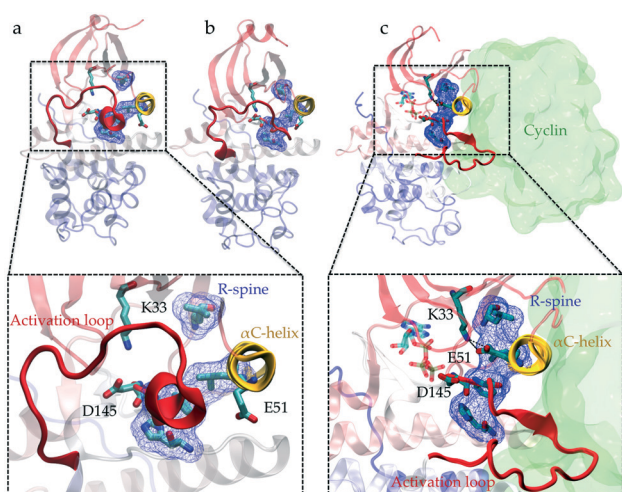 a
b
c
Cyclin
K33
R-spine
Activation loop
αC-helix
D145
E51
K33
R-spine
αC-helix
E51
D145
Activation loop